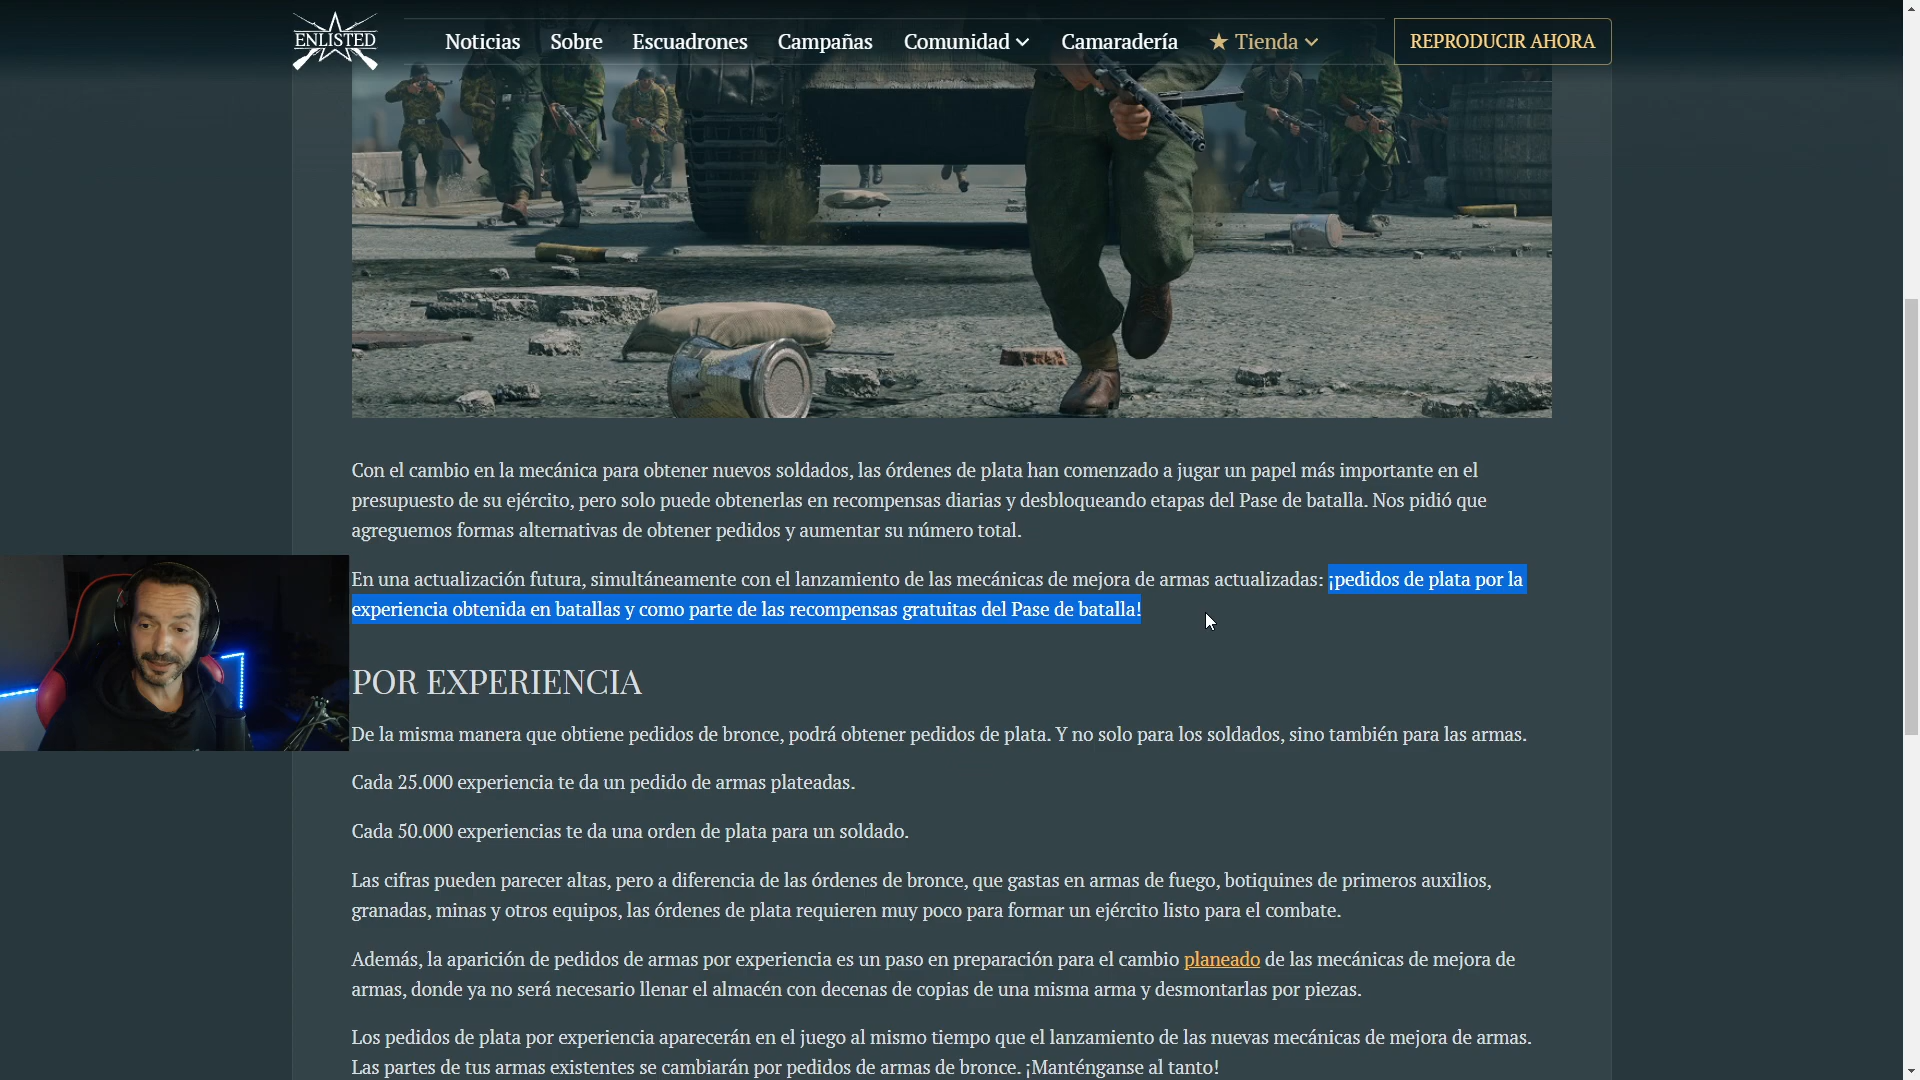 ENLISTED
Noticias Sobre Escuadrones Campañas Comunidad Camaradería Tienda REPRODUCIR AHORA
Con el cambio en la mecánica para obtener nuevos soldados, las órdenes de plata han comenzado a jugar un papel más importante en el
presupuesto de su ejército, pero solo puede obtenerlas en recompensas diarias y desbloqueando etapas del Pase de batalla. Nos pidió que
agreguemos formas alternativas de obtener pedidos y aumentar su número total.
En una actualización futura, simultáneamente con el lanzamiento de las mecánicas de mejora de armas actualizadas: ¡pedidos de plata por la
experiencia obtenida en batallas y como parte de las recompensas gratuitas del Pase de batalla!
POR EXPERIENCIA
De la misma manera que obtiene pedidos de bronce, podrá obtener pedidos de plata. Y no solo para los soldados, sino también para las armas.
Cada 25.000 experiencia te da un pedido de armas plateadas.
Cada 50.000 experiencias te da una orden de plata para un soldado.
Las cifras pueden parecer altas, pero a diferencia de las órdenes de bronce, que gastas en armas de fuego, botiquines de primeros auxilios,
granadas, minas y otros equipos, las órdenes de plata requieren muy poco para formar un ejército listo para el combate.
Además, la aparición de pedidos de armas por experiencia es un paso en preparación para el cambio planeado de las mecánicas de mejora de
armas, donde ya no será necesario llenar el almacén con decenas de copias de una misma arma y desmontarlas por piezas.
Los pedidos de plata por experiencia aparecerán en el juego al mismo tiempo que el lanzamiento de las nuevas mecánicas de mejora de armas.
Las partes de tus armas existentes se cambiarán por pedidos de armas de bronce. ¡Manténganse al tanto!